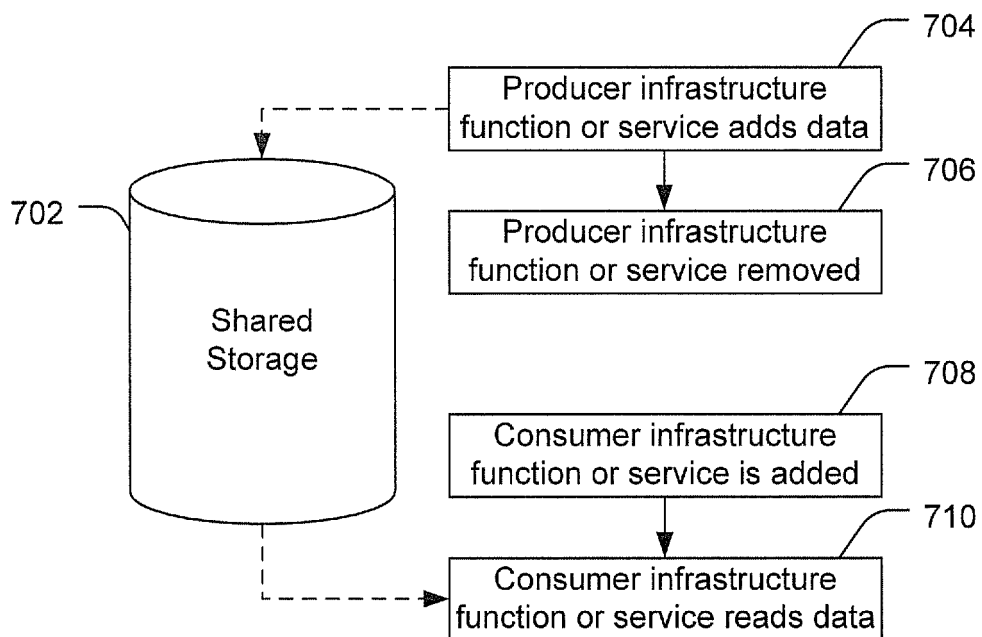 704
Producer infrastructure
function or service adds data
706
Producer infrastructure
function or service removed
702
Shared
Storage
708
Consumer infrastructure
function or service is added
710
Consumer infrastructure
function or service reads data